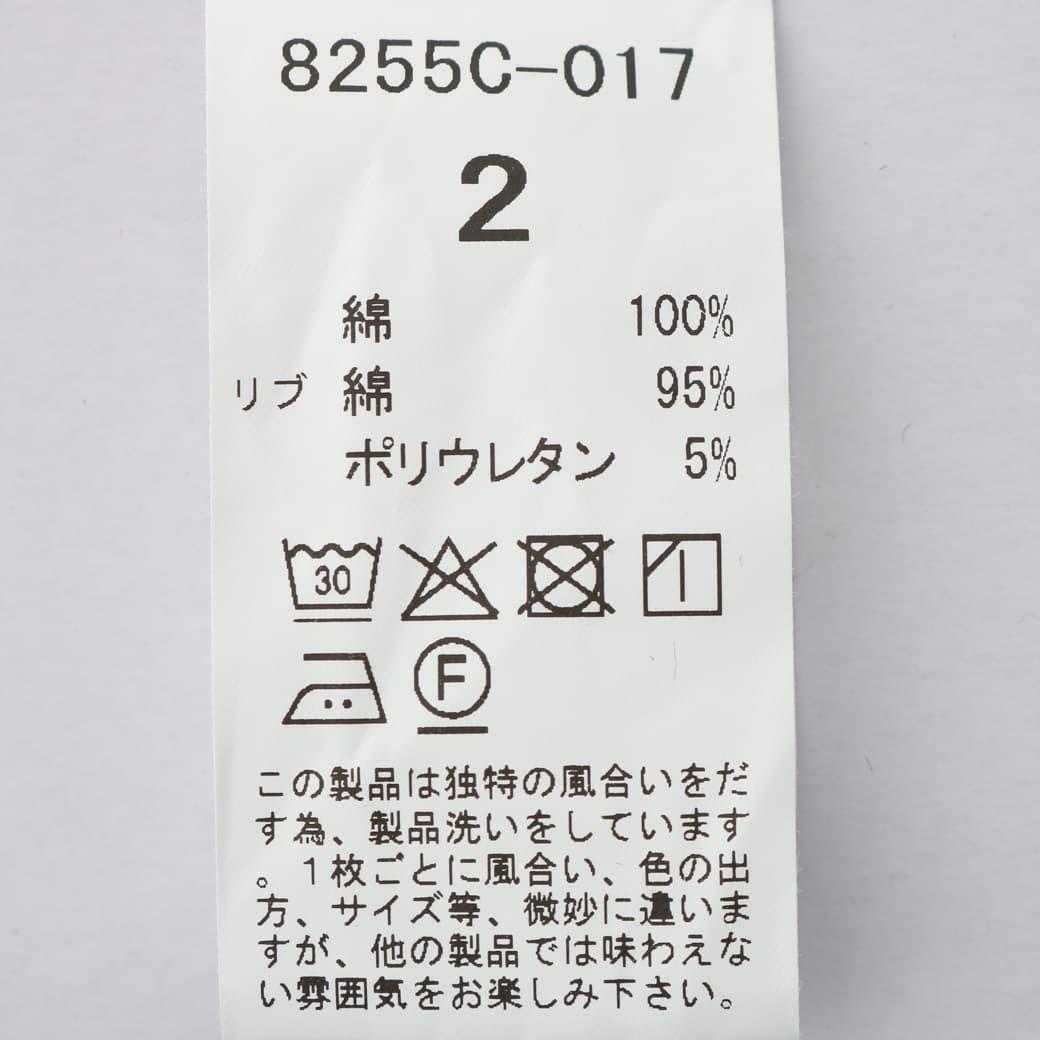 8255C-017
2
綿 100%
リブ 綿 95%
ポリウレタン 5%
30
F
この製品は独特の風合いをだ
す為、製品洗いをしています
。1枚ごとに風合い、色の出
方、サイズ等、微妙に違いま
すが、他の製品では味わえな
い雰囲気をお楽しみ下さい。